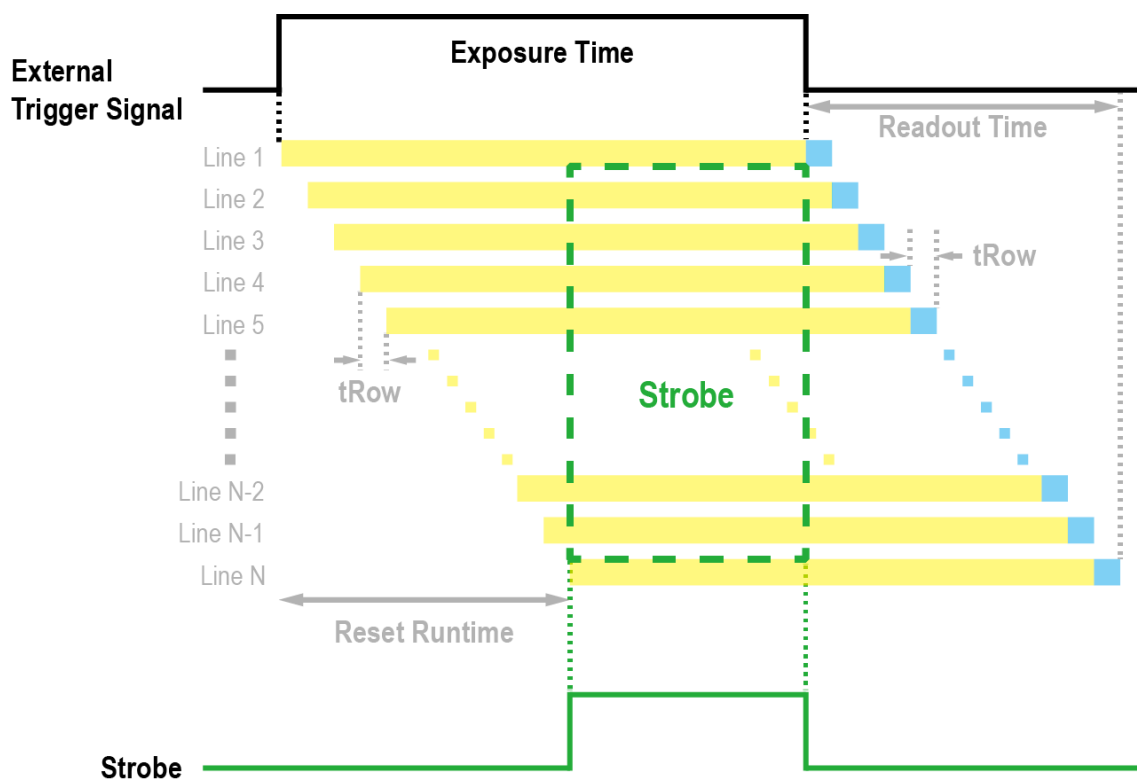 Exposure Time
External
Trigger Signal
Readout Time
Line 1
Line 2
Line 3
tRow
Line 4
Line 5
tRow
Strobe
Line N-2
Line N-1
Line N
Reset Runtime
Strobe